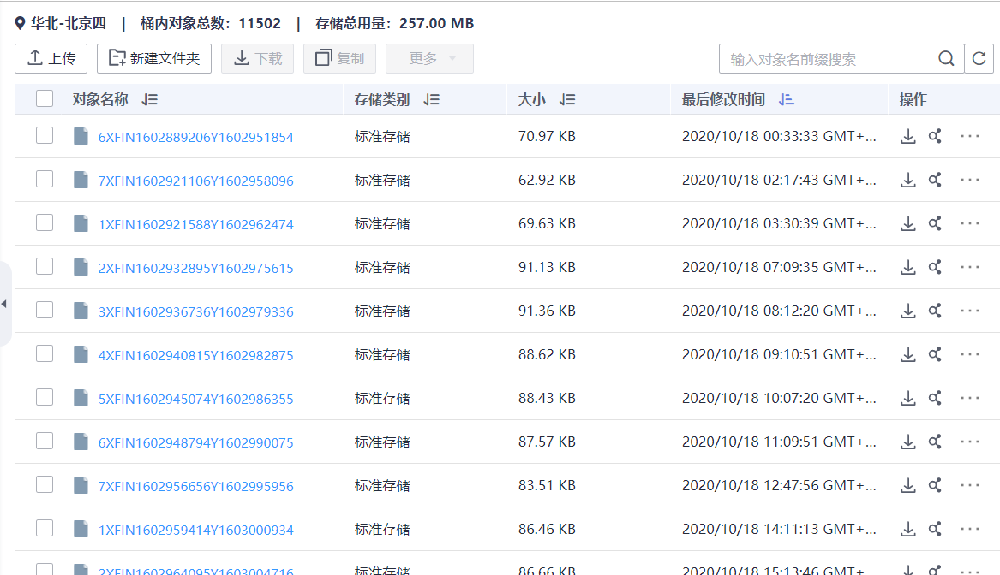 华北-北京四 | 桶内对象总数：11502 | 存储总用量：257.00 MB
上传 新建文件夹 下载 复制 更多 输入对象名前缀搜索
对象名称 存储类别 大小 最后修改时间 操作
6XFIN1602889206Y1602951854 标准存储 70.97 KB 2020/10/18 00:33:33 GMT+...
7XFIN1602921106Y1602958096 标准存储 62.92 KB 2020/10/18 02:17:43 GMT+...
1XFIN1602921588Y1602962474 标准存储 69.63 KB 2020/10/18 03:30:39 GMT+...
2XFIN1602932895Y1602975615 标准存储 91.13 KB 2020/10/18 07:09:35 GMT+...
3XFIN1602936736Y1602979336 标准存储 91.36 KB 2020/10/18 08:12:20 GMT+...
4XFIN1602940815Y1602982875 标准存储 88.62 KB 2020/10/18 09:10:51 GMT+...
5XFIN1602945074Y1602986355 标准存储 88.43 KB 2020/10/18 10:07:20 GMT+...
6XFIN1602948794Y1602990075 标准存储 87.57 KB 2020/10/18 11:09:51 GMT+...
7XFIN1602956656Y1602995956 标准存储 83.51 KB 2020/10/18 12:47:56 GMT+...
1XFIN1602959414Y1603000934 标准存储 86.46 KB 2020/10/18 14:11:13 GMT+...
2XFIN1602964095Y1603004716 标准存储 86.66 KB 2020/10/18 15:13:46 GMT+...